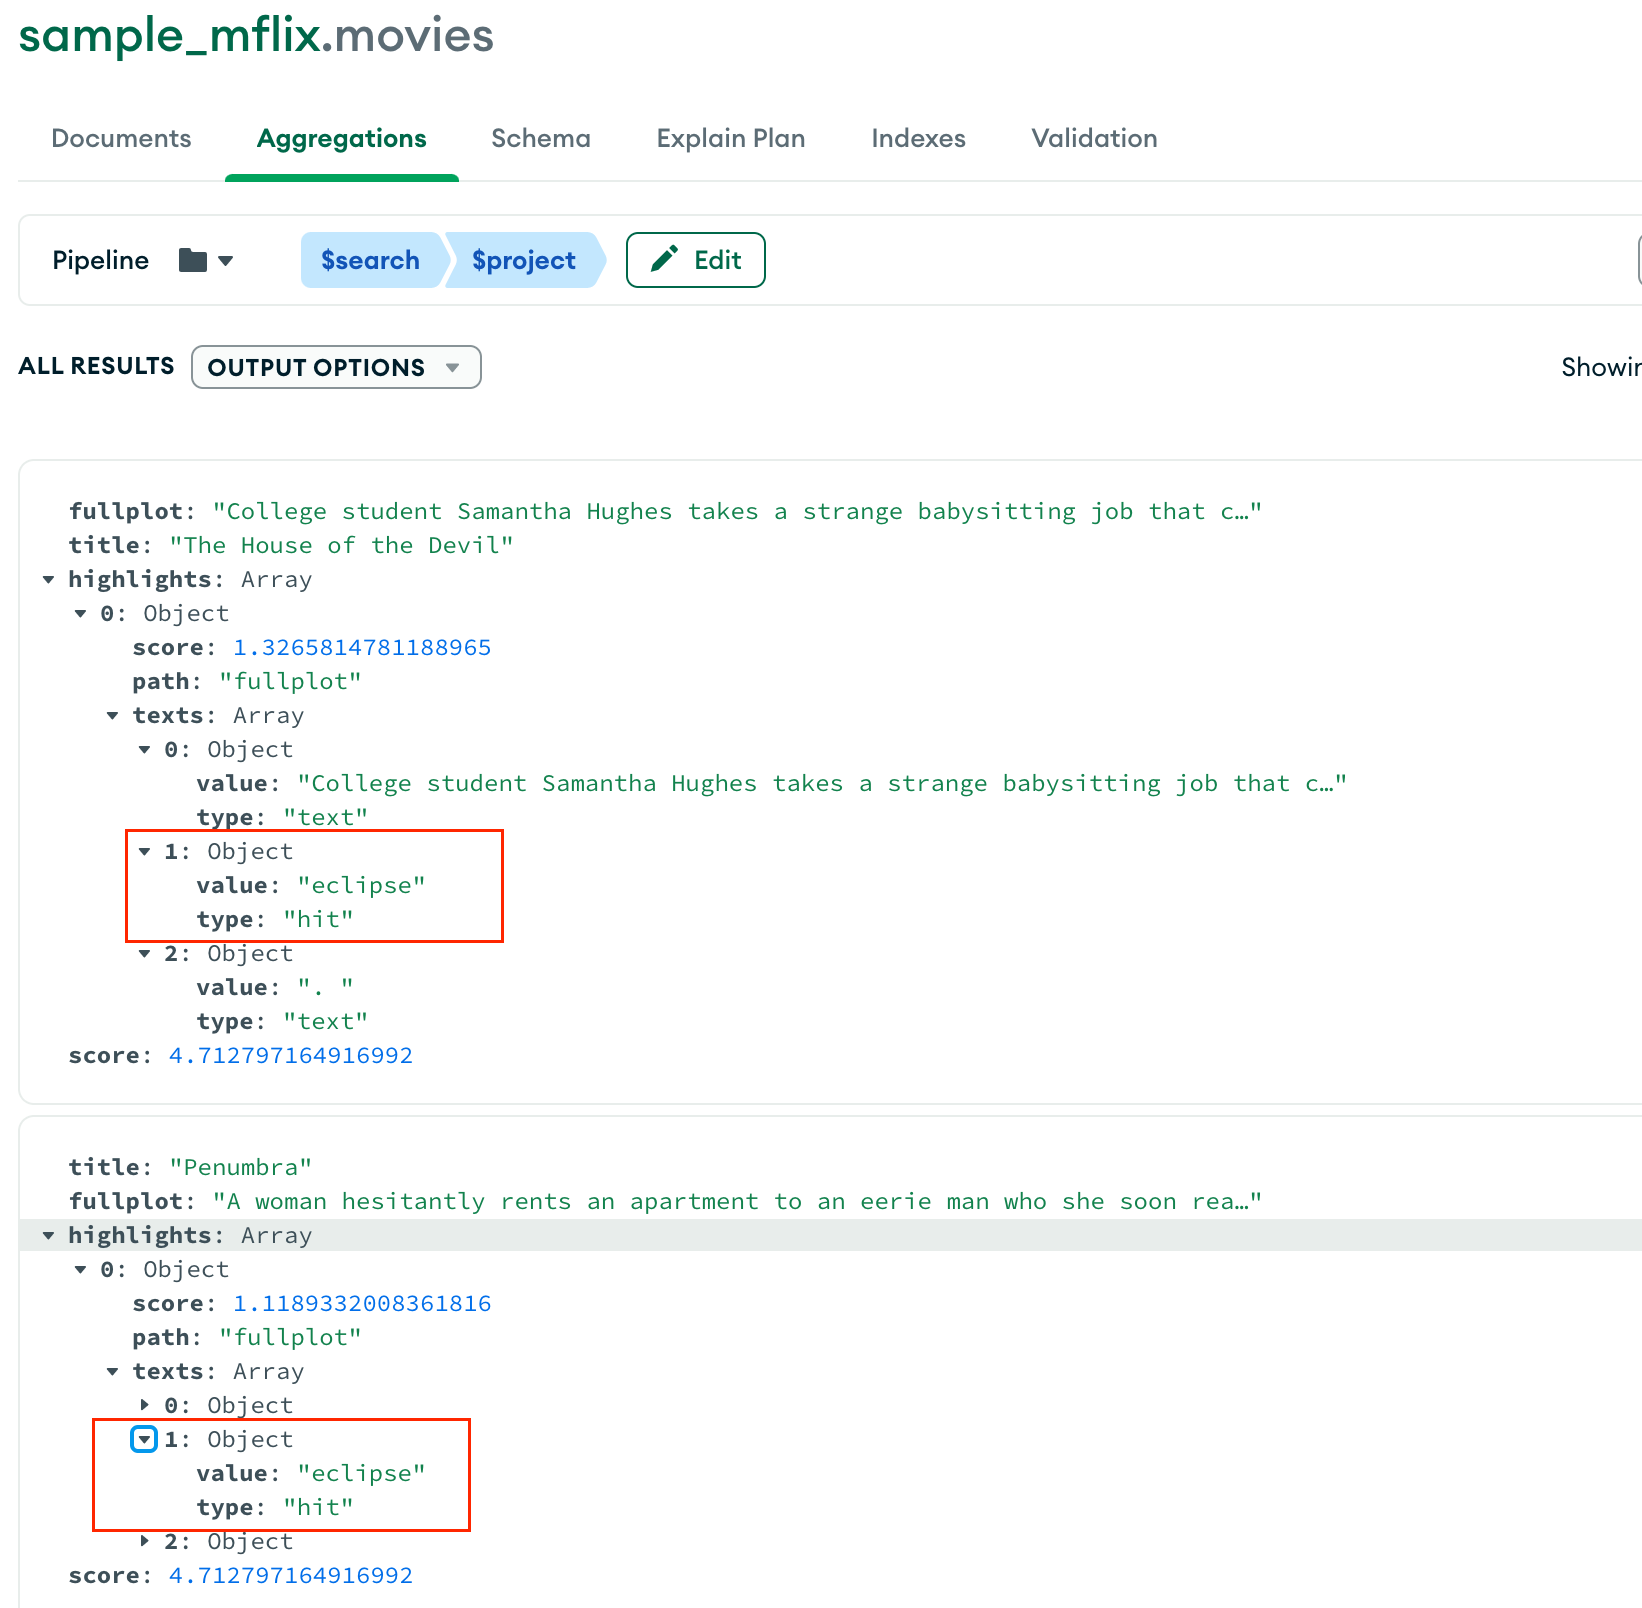 sample_mflix.movies
Documents Aggregations Schema Explain Plan Indexes Validation
Pipeline $search $project Edit
ALL RESULTS OUTPUT OPTIONS
fullplot: "College student Samantha Hughes takes a strange babysitting job that c…"
title: "The House of the Devil"
highlights: Array
0: Object
score: 1.3265814781188965
path: "fullplot"
texts: Array
0: Object
value: "College student Samantha Hughes takes a strange babysitting job that c…"
type: "text"
1: Object
value: "eclipse"
type: "hit"
2: Object
value: ". "
type: "text"
score: 4.712797164916992
title: "Penumbra"
fullplot: "A woman hesitantly rents an apartment to an eerie man who she soon rea…"
highlights: Array
0: Object
score: 1.1189332008361816
path: "fullplot"
texts: Array
0: Object
1: Object
value: "eclipse"
type: "hit"
2: Object
score: 4.712797164916992